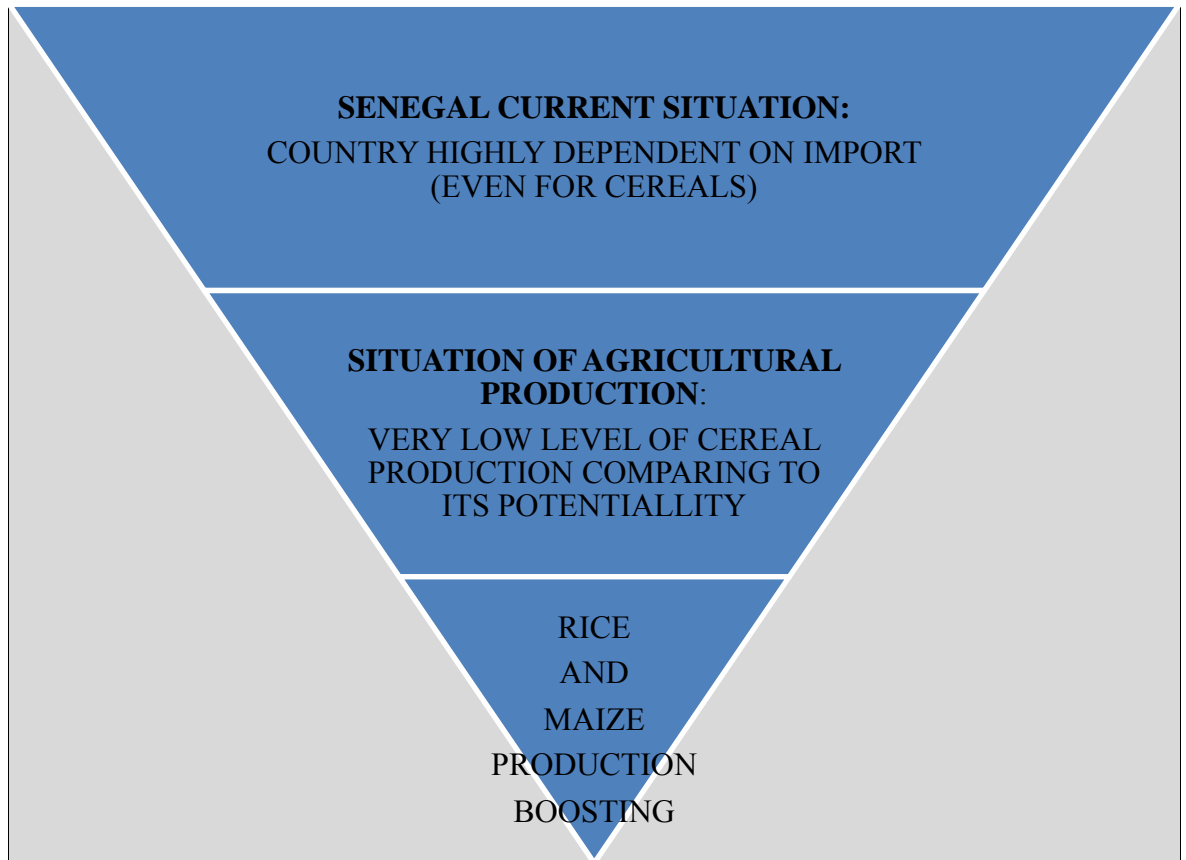 SENEGAL CURRENT SITUATION:
COUNTRY HIGHLY DEPENDENT ON IMPORT
(EVEN FOR CEREALS)
SITUATION OF AGRICULTURAL
PRODUCTION:
VERY LOW LEVEL OF CEREAL
PRODUCTION COMPARING TO
ITS POTENTIALLITY
RICE
AND
MAIZE
PRODUCTION
BOOSTING